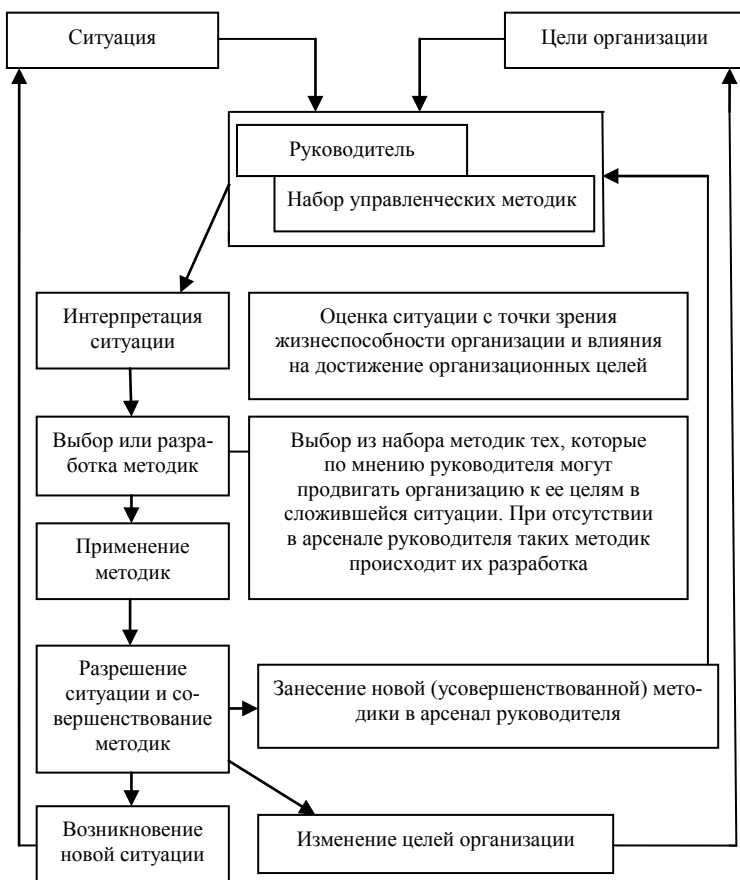 Ситуация
Цели организации
Руководитель
Набор управленческих методик
Интерпретация
ситуации
Оценка ситуации с точки зрения
жизнеспособности организации и влияния
на достижение организационных целей
Выбор или разра-
ботка методик
Выбор из набора методик тех, которые
по мнению руководителя могут
продвигать организацию к ее целям в
сложившейся ситуации. При отсутствии
в арсенале руководителя таких методик
происходит их разработка
Применение
методик
Разрешение
ситуации и со-
вершенствование
методик
Занесение новой (усовершенствованной) мето-
дики в арсенал руководителя
Возникновение
новой ситуации
Изменение целей организации